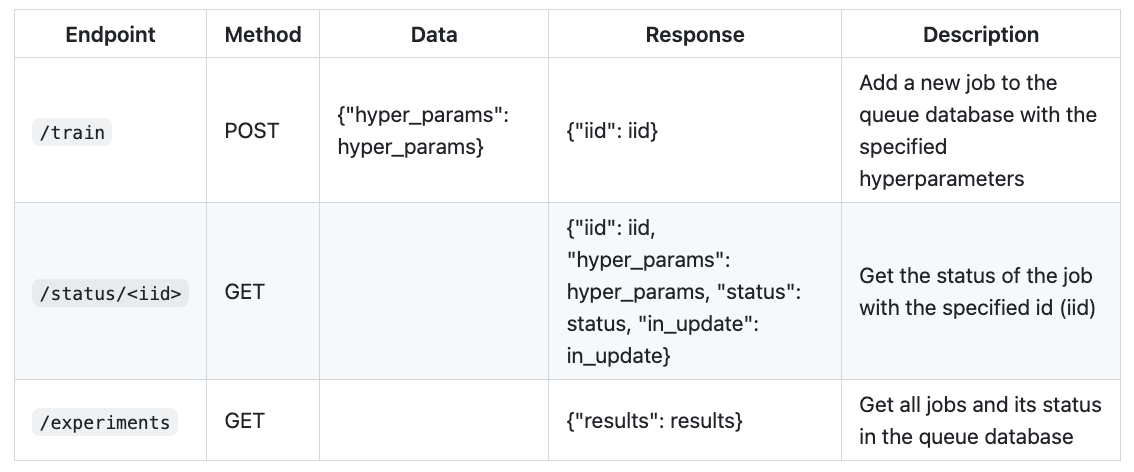 Endpoint Method Data Response Description
/train POST {"hyper_params": hyper_params} {"iid": iid} Add a new job to the queue database with the specified hyperparameters
/status/<iid> GET {"iid": iid, "hyper_params": hyper_params, "status": status, "in_update": in_update} Get the status of the job with the specified id (iid)
/experiments GET {"results": results} Get all jobs and its status in the queue database